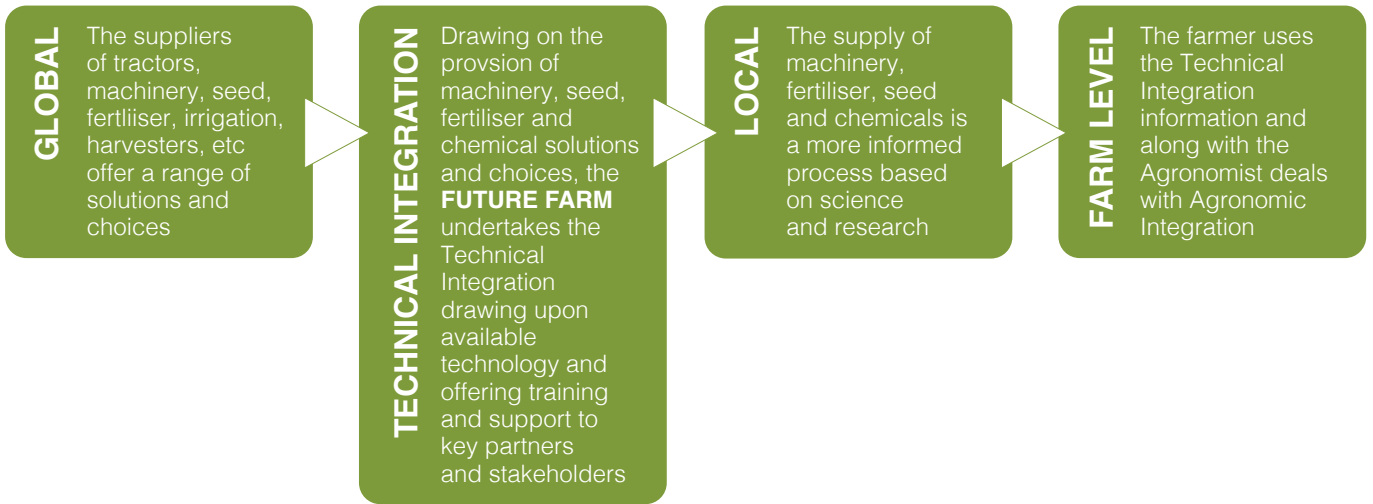 GLOBAL
The suppliers
of tractors,
machinery, seed,
fertliiser, irrigation,
harvesters, etc
offer a range of
solutions and
choices
TECHNICAL INTEGRATION
Drawing on the
provsion of
machinery, seed,
fertiliser and
chemical solutions
and choices, the
FUTURE FARM
undertakes the
Technical
Integration
drawing upon
available
technology and
offering training
and support to
key partners
and stakeholders
LOCAL
The supply of
machinery,
fertiliser, seed
and chemicals is
a more informed
process based
on science
and research
FARM LEVEL
The farmer uses
the Technical
Integration
information and
along with the
Agronomist deals
with Agronomic
Integration